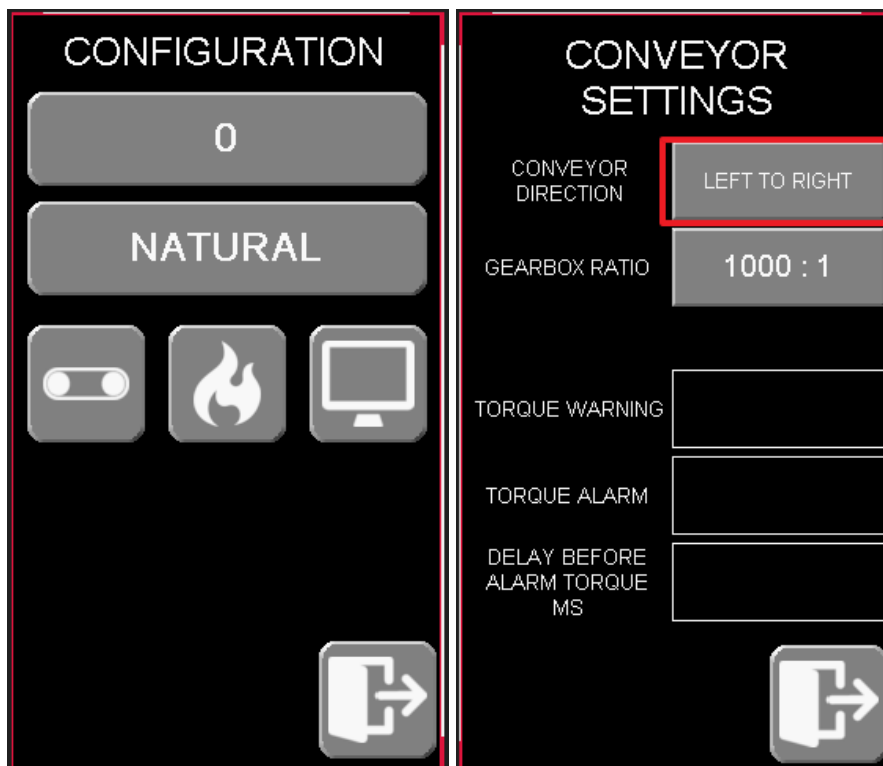 CONFIGURATION
0
NATURAL
CONVEYOR
SETTINGS
CONVEYOR
DIRECTION
LEFT TO RIGHT
GEARBOX RATIO
1000 : 1
TORQUE WARNING
TORQUE ALARM
DELAY BEFORE
ALARM TORQUE
MS